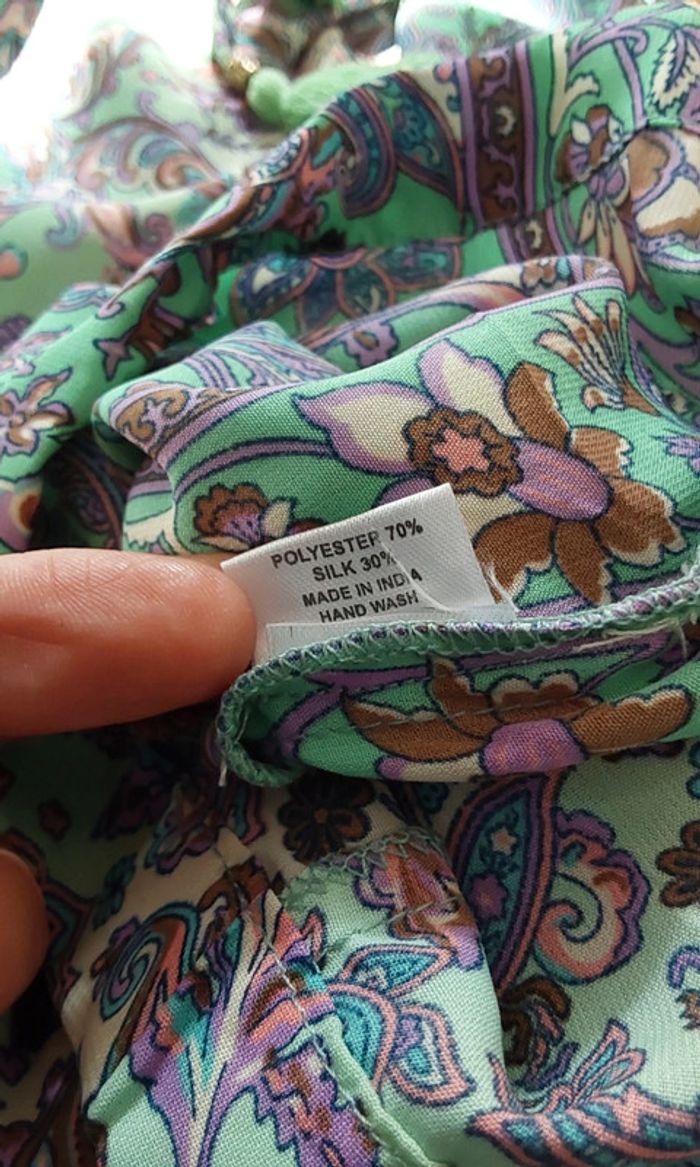 POLYESTER 70%
SILK 30%
MADE IN INDIA
HAND WASH